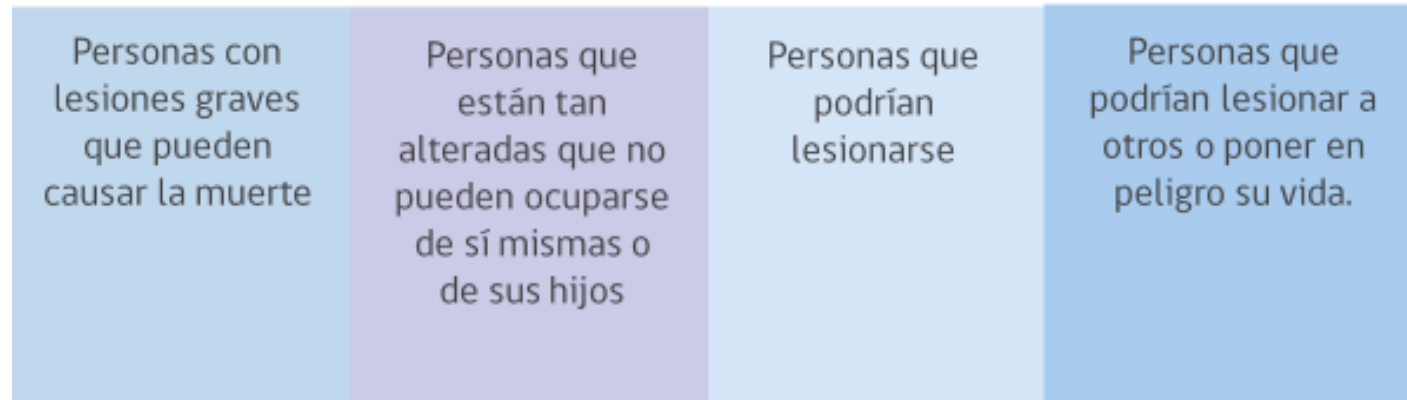 Personas con
lesiones graves
que pueden
causar la muerte
Personas que
están tan
alteradas que no
pueden ocuparse
de sí mismas o
de sus hijos
Personas que
podrían
lesionarse
Personas que
podrían lesionar a
otros o poner en
peligro su vida.